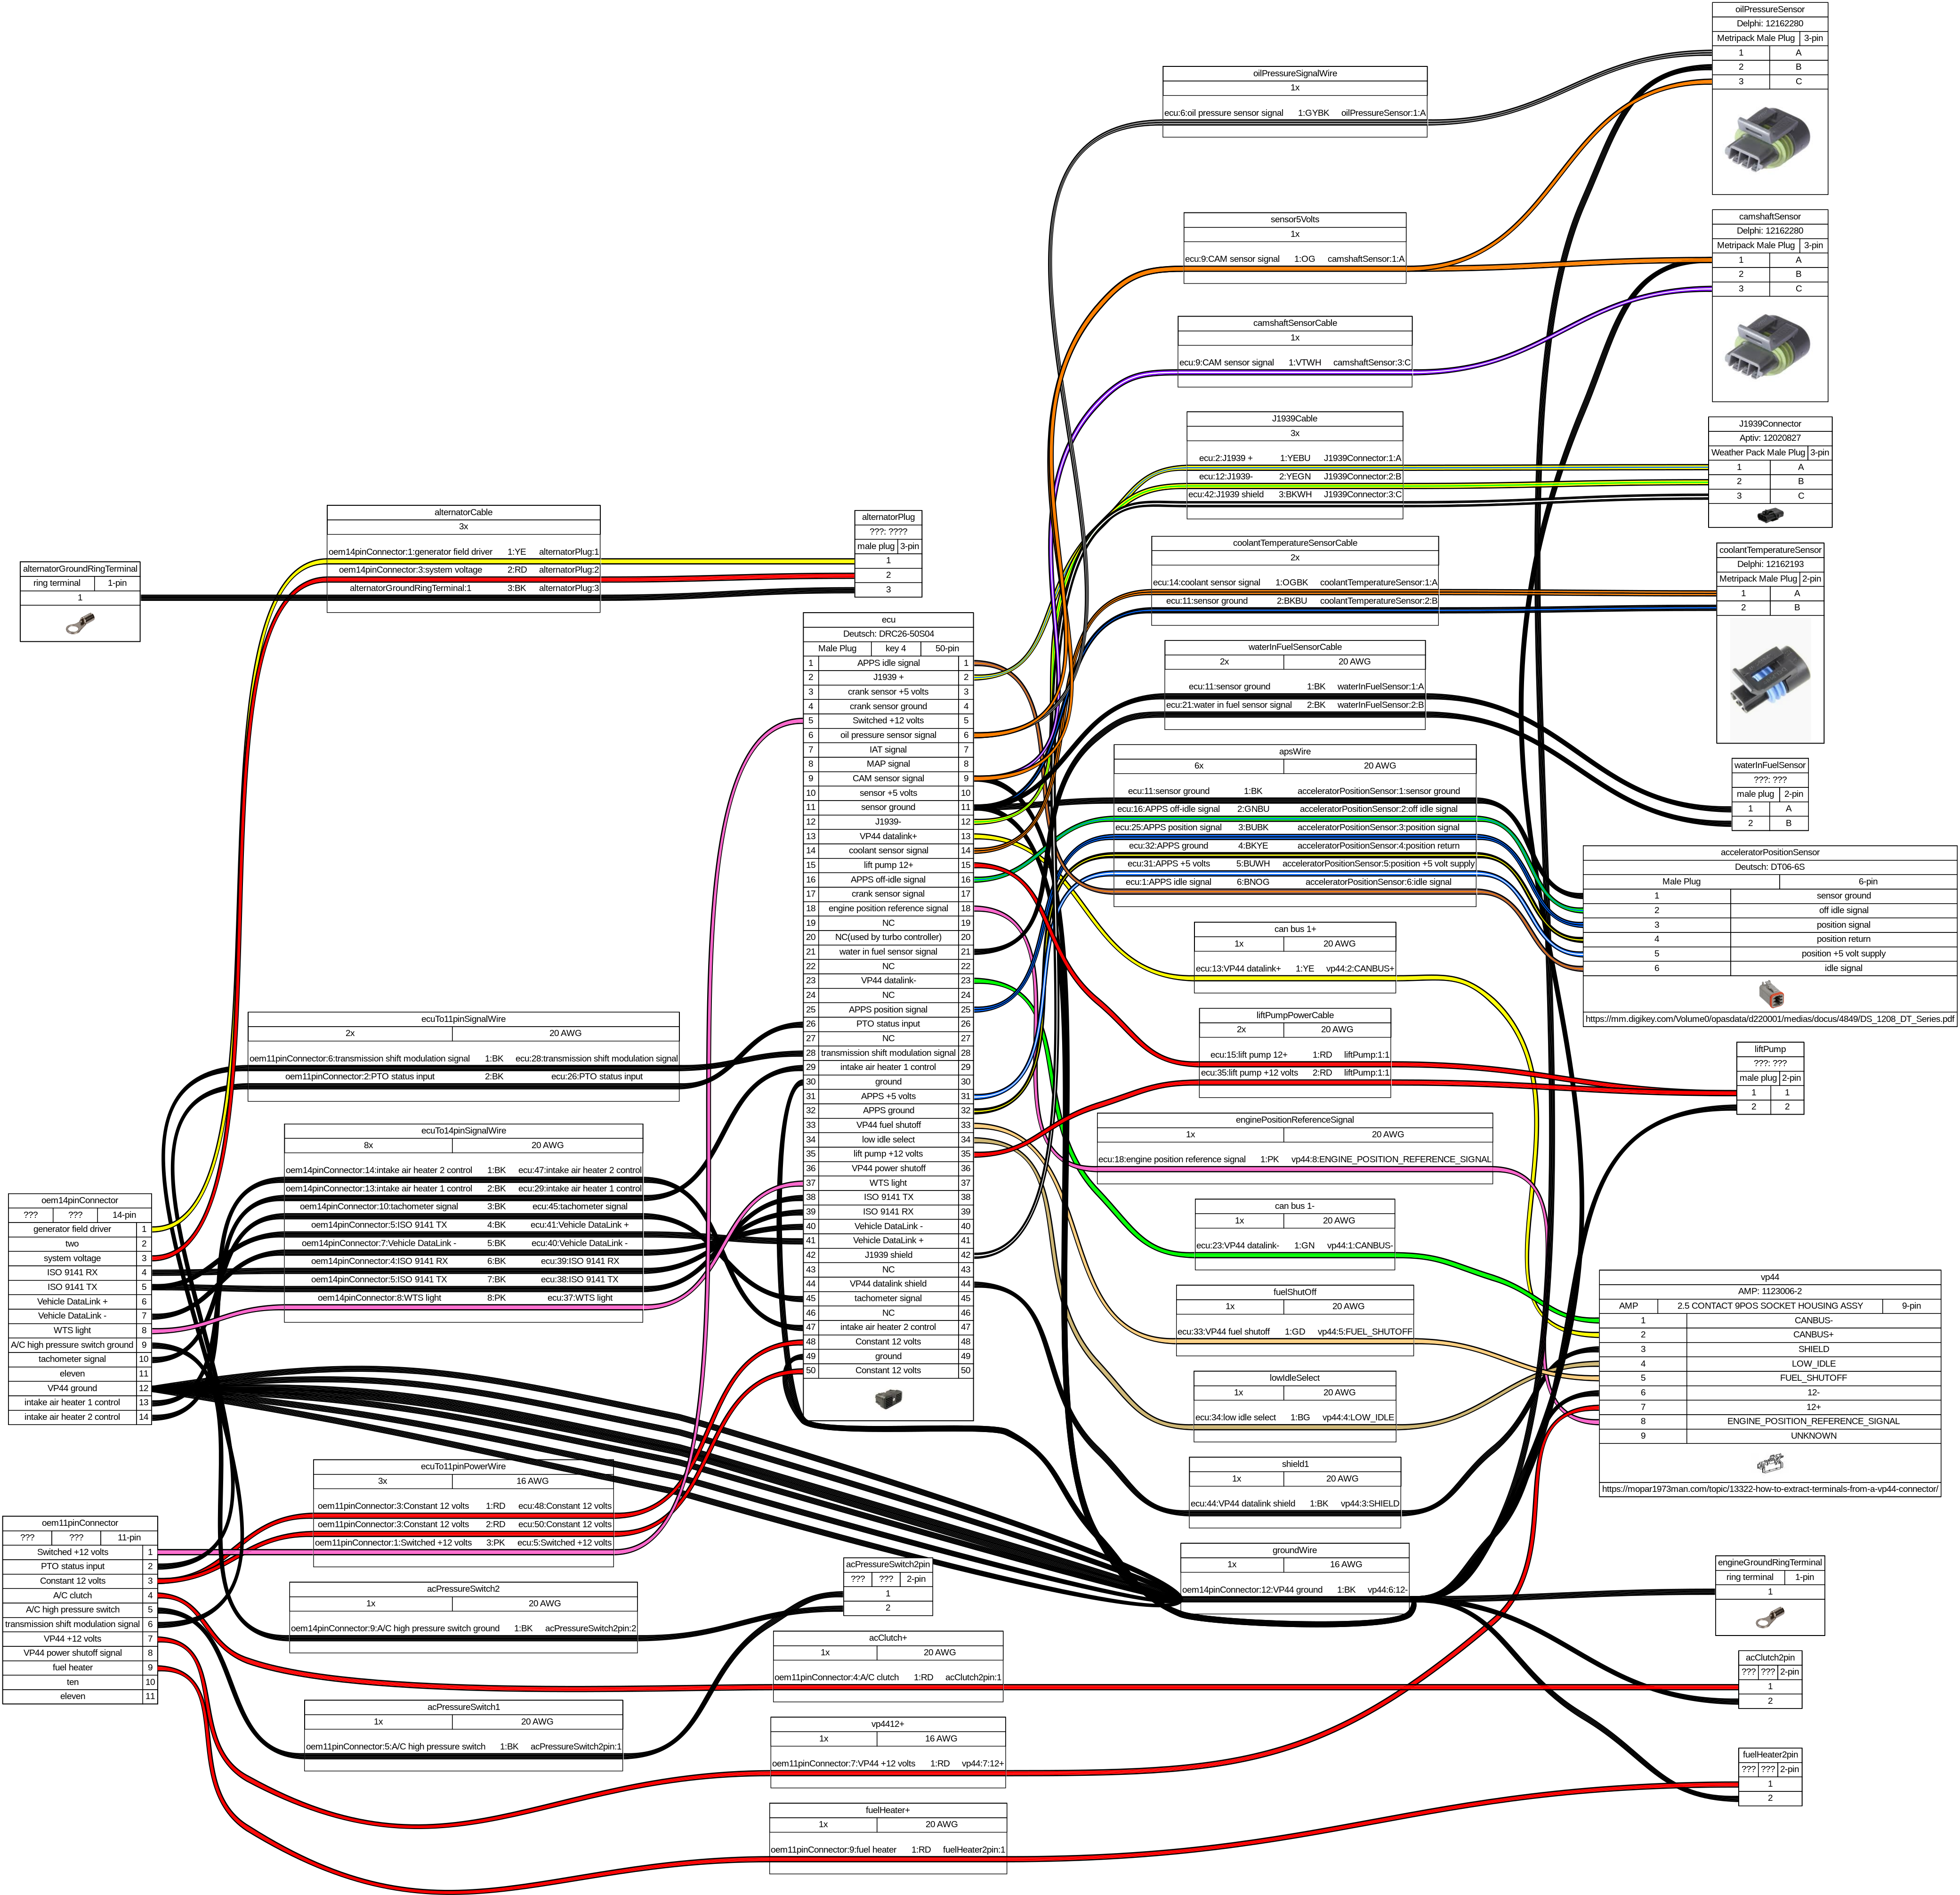 oilPressureSensor
Delphi: 12162280
Metripack Male Plug 3-pin
1 A
2 B
3 C
oilPressureSignalWire
1x
ecu:6:oil pressure sensor signal 1:GYBK oilPressureSensor:1:A
sensor5Volts
1x
ecu:9:CAM sensor signal 1:OG camshaftSensor:1:A
camshaftSensor
Delphi: 12162280
Metripack Male Plug 3-pin
1 A
2 B
3 C
camshaftSensorCable
1x
ecu:9:CAM sensor signal 1:VTWH camshaftSensor:3:C
J1939Cable
3x
ecu:2:J1939 + 1:YEBU J1939Connector:1:A
ecu:12:J1939- 2:YEGN J1939Connector:2:B
ecu:42:J1939 shield 3:BKWH J1939Connector:3:C
J1939Connector
Aptiv: 12020827
Weather Pack Male Plug 3-pin
1 A
2 B
3 C
alternatorGroundRingTerminal
ring terminal 1-pin
1
alternatorCable
3x
oem14pinConnector:1:generator field driver 1:YE alternatorPlug:1
oem14pinConnector:3:system voltage 2:RD alternatorPlug:2
alternatorGroundRingTerminal:1 3:BK alternatorPlug:3
alternatorPlug
???: ????
male plug 3-pin
1
2
3
coolantTemperatureSensorCable
2x
ecu:14:coolant sensor signal 1:OGBK coolantTemperatureSensor:1:A
ecu:11:sensor ground 2:BKBU coolantTemperatureSensor:2:B
coolantTemperatureSensor
Delphi: 12162193
Metripack Male Plug 2-pin
1 A
2 B
waterInFuelSensorCable
2x 20 AWG
ecu:11:sensor ground 1:BK waterInFuelSensor:1:A
ecu:21:water in fuel sensor signal 2:BK waterInFuelSensor:2:B
waterInFuelSensor
???: ???
male plug 2-pin
1 A
2 B
ecu
Deutsch: DRC26-50S04
Male Plug key 4 50-pin
1 APPS idle signal 1
2 J1939 + 2
3 crank sensor +5 volts 3
4 crank sensor ground 4
5 Switched +12 volts 5
6 oil pressure sensor signal 6
7 IAT signal 7
8 MAP signal 8
9 CAM sensor signal 9
10 sensor +5 volts 10
11 sensor ground 11
12 J1939- 12
13 VP44 datalink+ 13
14 coolant sensor signal 14
15 lift pump 12+ 15
16 APPS off-idle signal 16
17 crank sensor signal 17
18 engine position reference signal 18
19 NC 19
20 NC(used by turbo controller) 20
21 water in fuel sensor signal 21
22 NC 22
23 VP44 datalink- 23
24 NC 24
25 APPS position signal 25
26 PTO status input 26
27 NC 27
28 transmission shift modulation signal 28
29 intake air heater 1 control 29
30 ground 30
31 APPS +5 volts 31
32 APPS ground 32
33 VP44 fuel shutoff 33
34 low idle select 34
35 lift pump +12 volts 35
36 VP44 power shutoff 36
37 WTS light 37
38 ISO 9141 TX 38
39 ISO 9141 RX 39
40 Vehicle DataLink - 40
41 Vehicle DataLink + 41
42 J1939 shield 42
43 NC 43
44 VP44 datalink shield 44
45 tachometer signal 45
46 NC 46
47 intake air heater 2 control 47
48 Constant 12 volts 48
49 ground 49
50 Constant 12 volts 50
apsWire
6x 20 AWG
ecu:11:sensor ground 1:BK acceleratorPositionSensor:1:sensor ground
ecu:16:APPS off-idle signal 2:GNBU acceleratorPositionSensor:2:off idle signal
ecu:25:APPS position signal 3:BUBK acceleratorPositionSensor:3:position signal
ecu:32:APPS ground 4:BKYE acceleratorPositionSensor:4:position return
ecu:31:APPS +5 volts 5:BUWH acceleratorPositionSensor:5:position +5 volt supply
ecu:1:APPS idle signal 6:BNOG acceleratorPositionSensor:6:idle signal
acceleratorPositionSensor
Deutsch: DT06-6S
Male Plug 6-pin
1 sensor ground
2 off idle signal
3 position signal
4 position return
5 position +5 volt supply
6 idle signal
https://mm.digikey.com/Volume0/opasdata/d220001/medias/docus/4849/DS_1208_DT_Series.pdf
can bus 1+
1x 20 AWG
ecu:13:VP44 datalink+ 1:YE vp44:2:CANBUS+
liftPumpPowerCable
2x 20 AWG
ecu:15:lift pump 12+ 1:RD liftPump:1:1
ecu:35:lift pump +12 volts 2:RD liftPump:1:1
liftPump
???: ???
male plug 2-pin
1 1
2 2
ecuTo11pinSignalWire
2x 20 AWG
oem11pinConnector:6:transmission shift modulation signal 1:BK ecu:28:transmission shift modulation signal
oem11pinConnector:2:PTO status input 2:BK ecu:26:PTO status input
enginePositionReferenceSignal
1x 20 AWG
ecu:18:engine position reference signal 1:PK vp44:8:ENGINE_POSITION_REFERENCE_SIGNAL
ecuTo14pinSignalWire
8x 20 AWG
oem14pinConnector:14:intake air heater 2 control 1:BK ecu:47:intake air heater 2 control
oem14pinConnector:13:intake air heater 1 control 2:BK ecu:29:intake air heater 1 control
oem14pinConnector:10:tachometer signal 3:BK ecu:45:tachometer signal
oem14pinConnector:5:ISO 9141 TX 4:BK ecu:41:Vehicle DataLink +
oem14pinConnector:7:Vehicle DataLink - 5:BK ecu:40:Vehicle DataLink -
oem14pinConnector:4:ISO 9141 RX 6:BK ecu:39:ISO 9141 RX
oem14pinConnector:5:ISO 9141 TX 7:BK ecu:38:ISO 9141 TX
oem14pinConnector:8:WTS light 8:PK ecu:37:WTS light
oem14pinConnector
??? ??? 14-pin
generator field driver 1
two 2
system voltage 3
ISO 9141 RX 4
ISO 9141 TX 5
Vehicle DataLink + 6
Vehicle DataLink - 7
WTS light 8
A/C high pressure switch ground 9
tachometer signal 10
eleven 11
VP44 ground 12
intake air heater 1 control 13
intake air heater 2 control 14
can bus 1-
1x 20 AWG
ecu:23:VP44 datalink- 1:GN vp44:1:CANBUS-
fuelShutOff
1x 20 AWG
ecu:33:VP44 fuel shutoff 1:GD vp44:5:FUEL_SHUTOFF
lowIdleSelect
1x 20 AWG
ecu:34:low idle select 1:BG vp44:4:LOW_IDLE
vp44
AMP: 1123006-2
AMP 2.5 CONTACT 9POS SOCKET HOUSING ASSY 9-pin
1 CANBUS-
2 CANBUS+
3 SHIELD
4 LOW_IDLE
5 FUEL_SHUTOFF
6 12-
7 12+
8 ENGINE_POSITION_REFERENCE_SIGNAL
9 UNKNOWN
https://mopar1973man.com/topic/13322-how-to-extract-terminals-from-a-vp44-connector/
shield1
1x 20 AWG
ecu:44:VP44 datalink shield 1:BK vp44:3:SHIELD
ecuTo11pinPowerWire
3x 16 AWG
oem11pinConnector:3:Constant 12 volts 1:RD ecu:48:Constant 12 volts
oem11pinConnector:3:Constant 12 volts 2:RD ecu:50:Constant 12 volts
oem11pinConnector:1:Switched +12 volts 3:PK ecu:5:Switched +12 volts
oem11pinConnector
??? ??? 11-pin
Switched +12 volts 1
PTO status input 2
Constant 12 volts 3
A/C clutch 4
A/C high pressure switch 5
transmission shift modulation signal 6
VP44 +12 volts 7
VP44 power shutoff signal 8
fuel heater 9
ten 10
eleven 11
groundWire
1x 16 AWG
oem14pinConnector:12:VP44 ground 1:BK vp44:6:12-
engineGroundRingTerminal
ring terminal 1-pin
1
acPressureSwitch2pin
??? ??? 2-pin
1
2
acPressureSwitch2
1x 20 AWG
oem14pinConnector:9:A/C high pressure switch ground 1:BK acPressureSwitch2pin:2
acClutch+
1x 20 AWG
oem11pinConnector:4:A/C clutch 1:RD acClutch2pin:1
acClutch2pin
??? ??? 2-pin
1
2
acPressureSwitch1
1x 20 AWG
oem11pinConnector:5:A/C high pressure switch 1:BK acPressureSwitch2pin:1
vp4412+
1x 16 AWG
oem11pinConnector:7:VP44 +12 volts 1:RD vp44:7:12+
fuelHeater2pin
??? ??? 2-pin
1
2
fuelHeater+
1x 20 AWG
oem11pinConnector:9:fuel heater 1:RD fuelHeater2pin:1